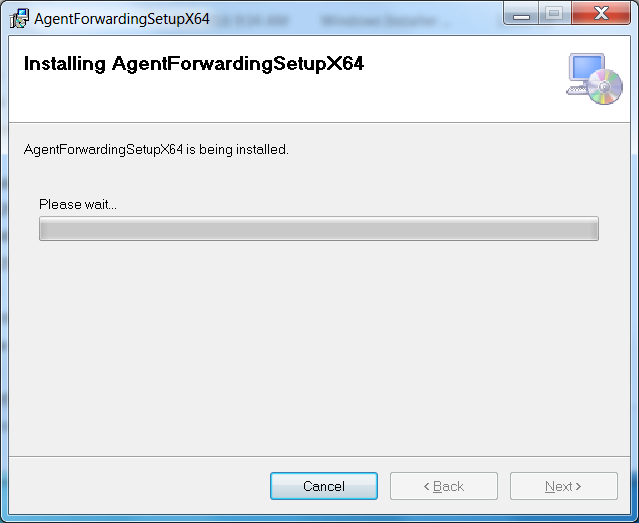 AgentForwardingSetupX64
Installing AgentForwardingSetupX64
AgentForwardingSetupX64 is being installed.
Please wait...
Cancel
< Back
Next >